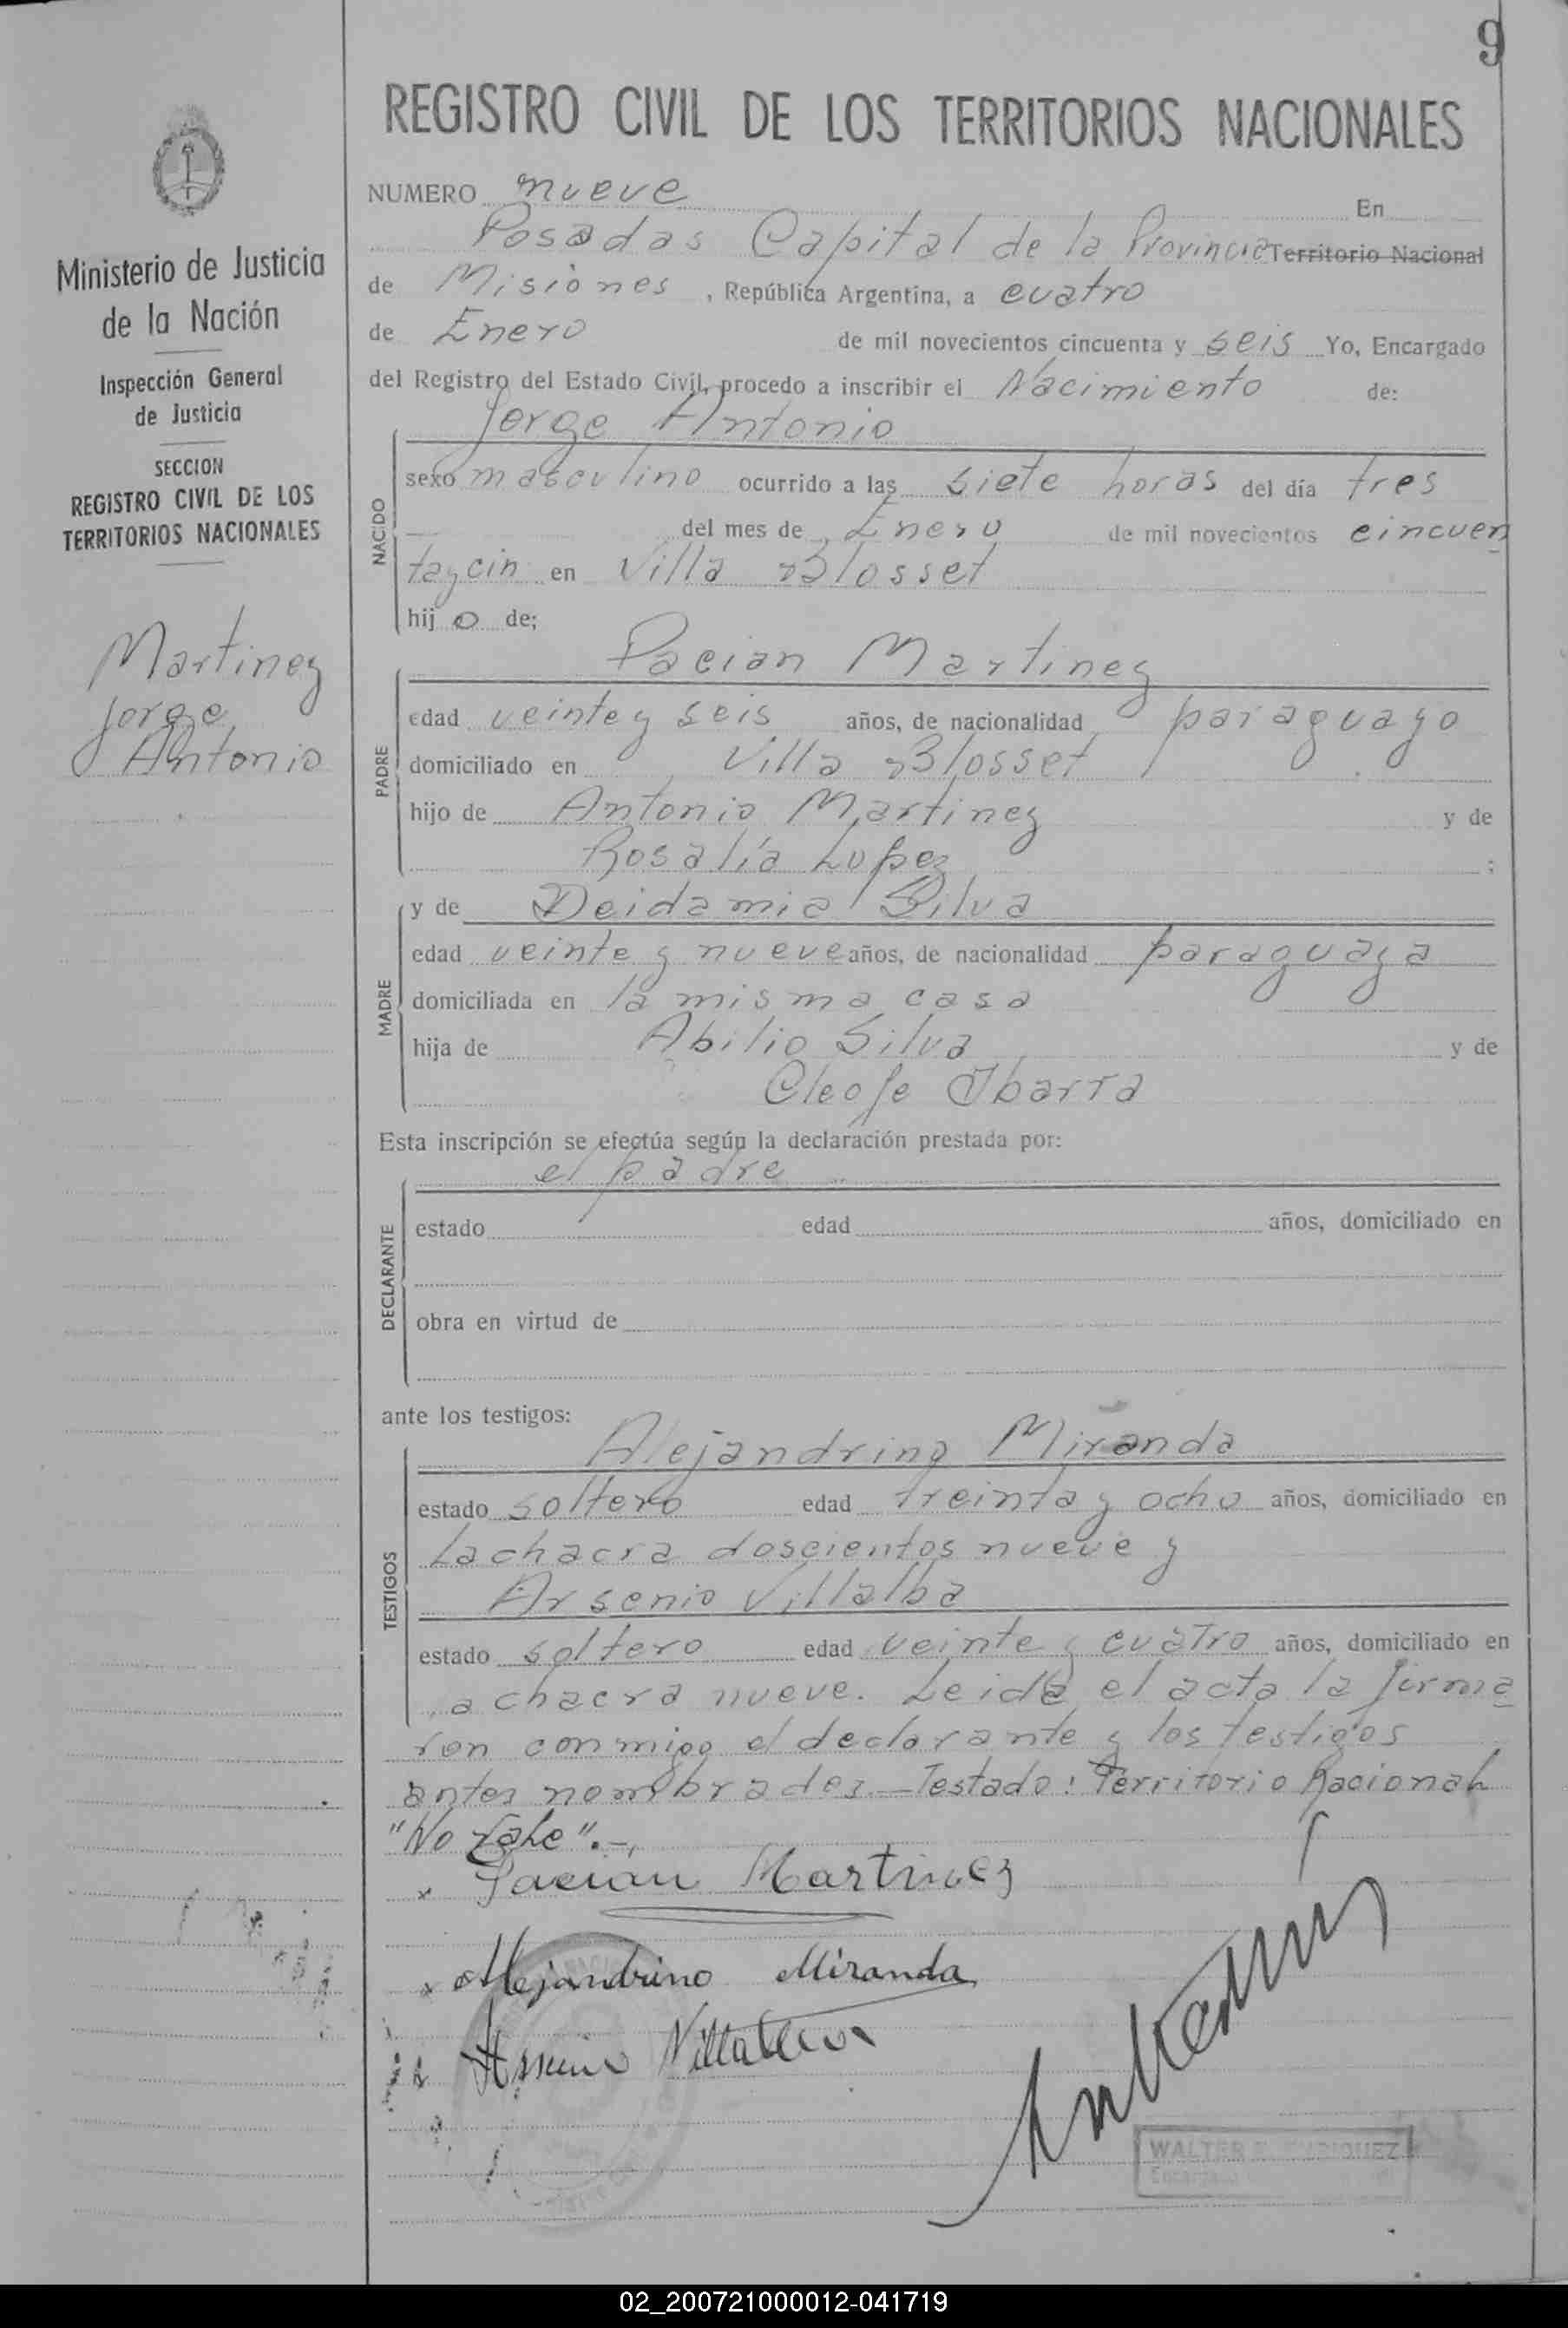 9
REGISTRO CIVIL DE LOS TERRITORIOS NACIONALES
NUMERO nueve En
Posadas Capital de la Provincia Territorio Nacional
de Misiones, República Argentina, a cuatro
de Enero de mil novecientos cincuenta y seis Yo, Encargado
del Registro del Estado Civil, procedo a inscribir el Nacimiento de:
Jorge Antonio
NACIDO
sexo masculino ocurrido a las siete horas del día tres
del mes de Enero de mil novecientos cincuen
taycin en Villa Blosset
hij o de;
Pacian Martinez
PADRE
edad veinte y seis años, de nacionalidad paraguayo
domiciliado en Villa Blosset
hijo de Antonio Martinez y de
Rosalía Lopez ;
MADRE
y de Deidamia Silva
edad veinte y nueve años, de nacionalidad paraguaya
domiciliada en la misma casa
hija de Abilio Silva y de
Cleofe Ibarra
Esta inscripción se efectúa según la declaración prestada por:
el padre
DECLARANTE
estado edad años, domiciliado en
obra en virtud de
ante los testigos:
Alejandrino Miranda
TESTIGOS
estado soltero edad treinta y ocho años, domiciliado en
La chacra doscientos nueve y
Arsenio Villalba
estado soltero edad veinte y cuatro años, domiciliado en
a chacra nueve. Leida el acta la firma
ron conmigo el declarante y los testigos
antes nombrados.—Testado: Territorio Nacional
"No Vale".-
x Pacian Martinez
x Alejandrino Miranda
Arsenio Villalba
WALTER ENRIQUEZ
Ministerio de Justicia
de la Nación
Inspección General
de Justicia
SECCION
REGISTRO CIVIL DE LOS
TERRITORIOS NACIONALES
Martinez
Jorge
Antonio
02_200721000012-041719